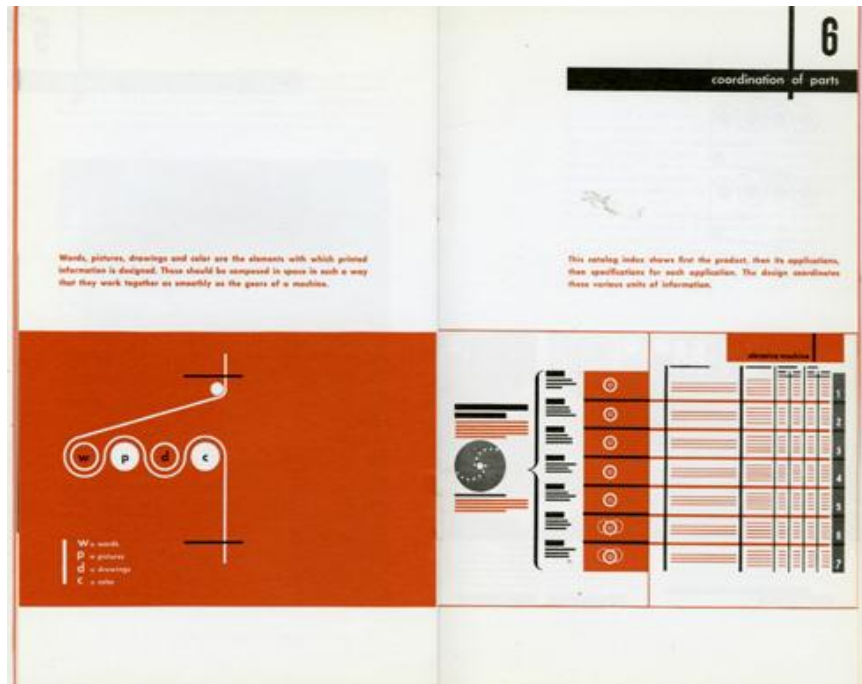 Words, pictures, drawings and color are the elements with which printed
information is designed. These should be composed in space in such a way
that they work together as smoothly as the gears of a machine.
w p d c
w = words
p = pictures
d = drawings
c = color
6
coordination of parts
This catalog index shows first the product, then its applications,
then specifications for each application. The design coordinates
these various units of information.
abrasive machine
1
2
3
4
5
6
7